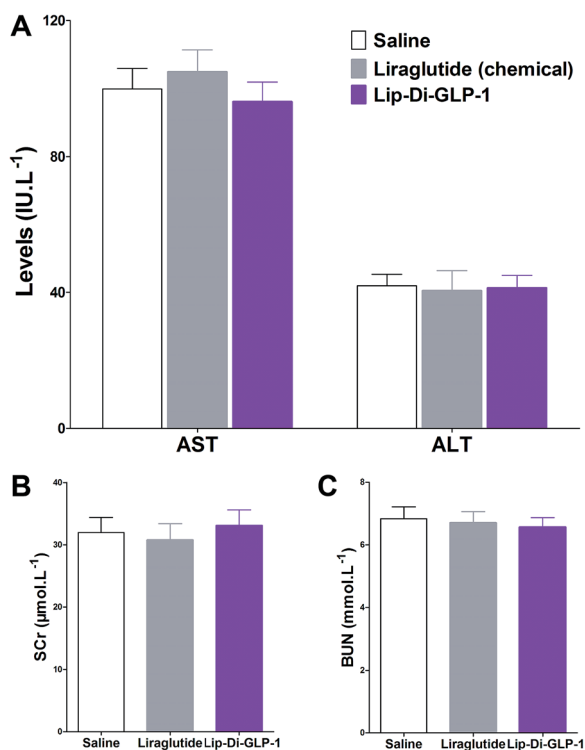 A
120
80
40
0
Levels (IU.L⁻¹)
Saline
Liraglutide (chemical)
Lip-Di-GLP-1
AST ALT
B
40
30
20
10
0
SCr (μmol.L⁻¹)
Saline Liraglutide Lip-Di-GLP-1
C
8
6
4
2
0
BUN (mmol.L⁻¹)
Saline Liraglutide Lip-Di-GLP-1